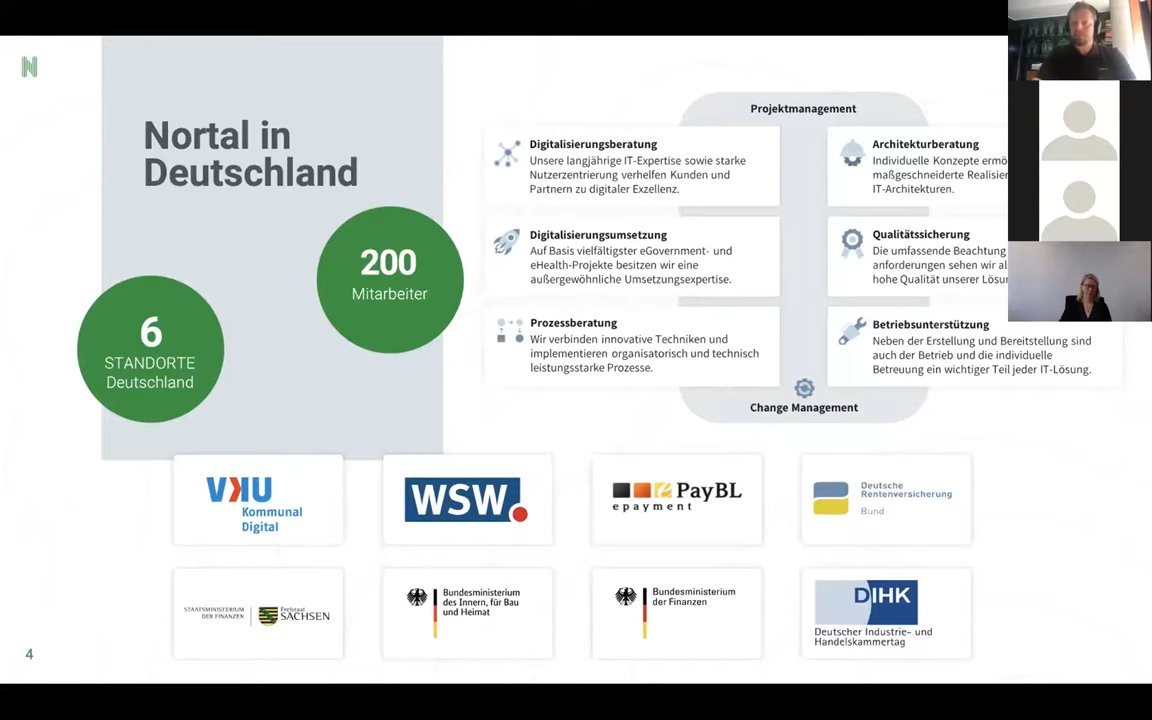 N
Nortal in
Deutschland
200
Mitarbeiter
6
STANDORTE
Deutschland
Projektmanagement
Digitalisierungsberatung
Unsere langjährige IT-Expertise sowie starke
Nutzerzentrierung verhelfen Kunden und
Partnern zu digitaler Exzellenz.
Architekturberatung
Individuelle Konzepte
maßgeschneiderte
IT-Architekturen.
Digitalisierungsumsetzung
Auf Basis vielfältigster eGovernment- und
eHealth-Projekte besitzen wir eine
außergewöhnliche Umsetzungsexpertise.
Qualitätssicherung
Die umfassende Beachtung
anforderungen sehen wir
hohe Qualität unserer
Prozessberatung
Wir verbinden innovative Techniken und
implementieren organisatorisch und technisch
leistungsstarke Prozesse.
Betriebsunterstützung
Neben der Erstellung und Bereitstellung sind
auch der Betrieb und die individuelle
Betreuung ein wichtiger Teil jeder IT-Lösung.
Change Management
VKU
Kommunal
Digital
WSW
PayBL
epayment
Deutsche
Rentenversicherung
Bund
STAATSMINISTERIUM
DER FINANZEN
Freistaat
SACHSEN
Bundesministerium
des Innern, für Bau
und Heimat
Bundesministerium
der Finanzen
DIHK
Deutscher Industrie- und
Handelskammertag
4